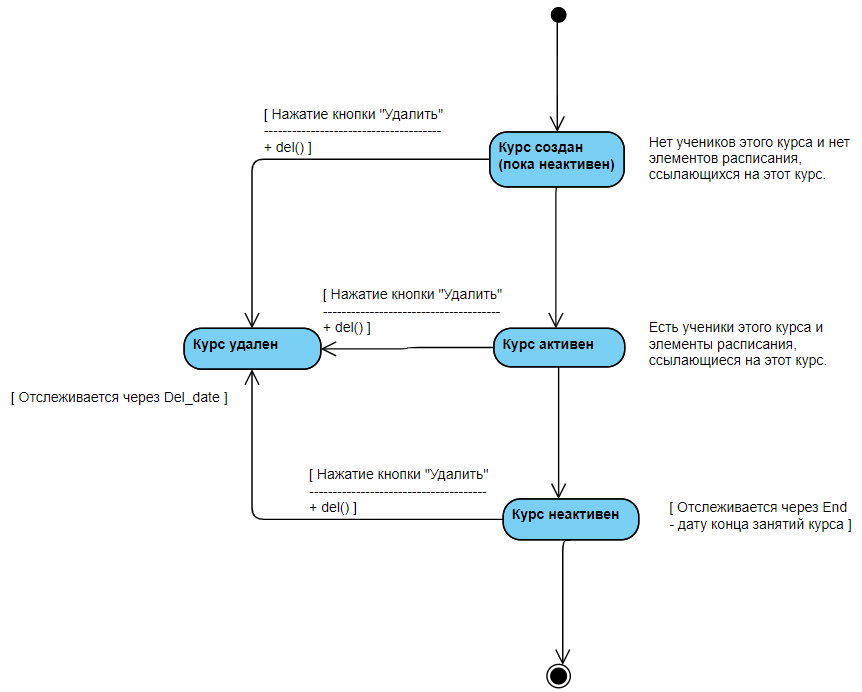 [ Нажатие кнопки "Удалить"
--------------------------------------
+ del() ]
Курс создан
(пока неактивен)
Нет учеников этого курса и нет
элементов расписания,
ссылающихся на этот курс.
[ Нажатие кнопки "Удалить"
--------------------------------------
+ del() ]
Курс удален
Курс активен
Есть ученики этого курса и
элементы расписания,
ссылающиеся на этот курс.
[ Отслеживается через Del_date ]
[ Нажатие кнопки "Удалить"
--------------------------------------
+ del() ]
Курс неактивен
[ Отслеживается через End
- дату конца занятий курса ]